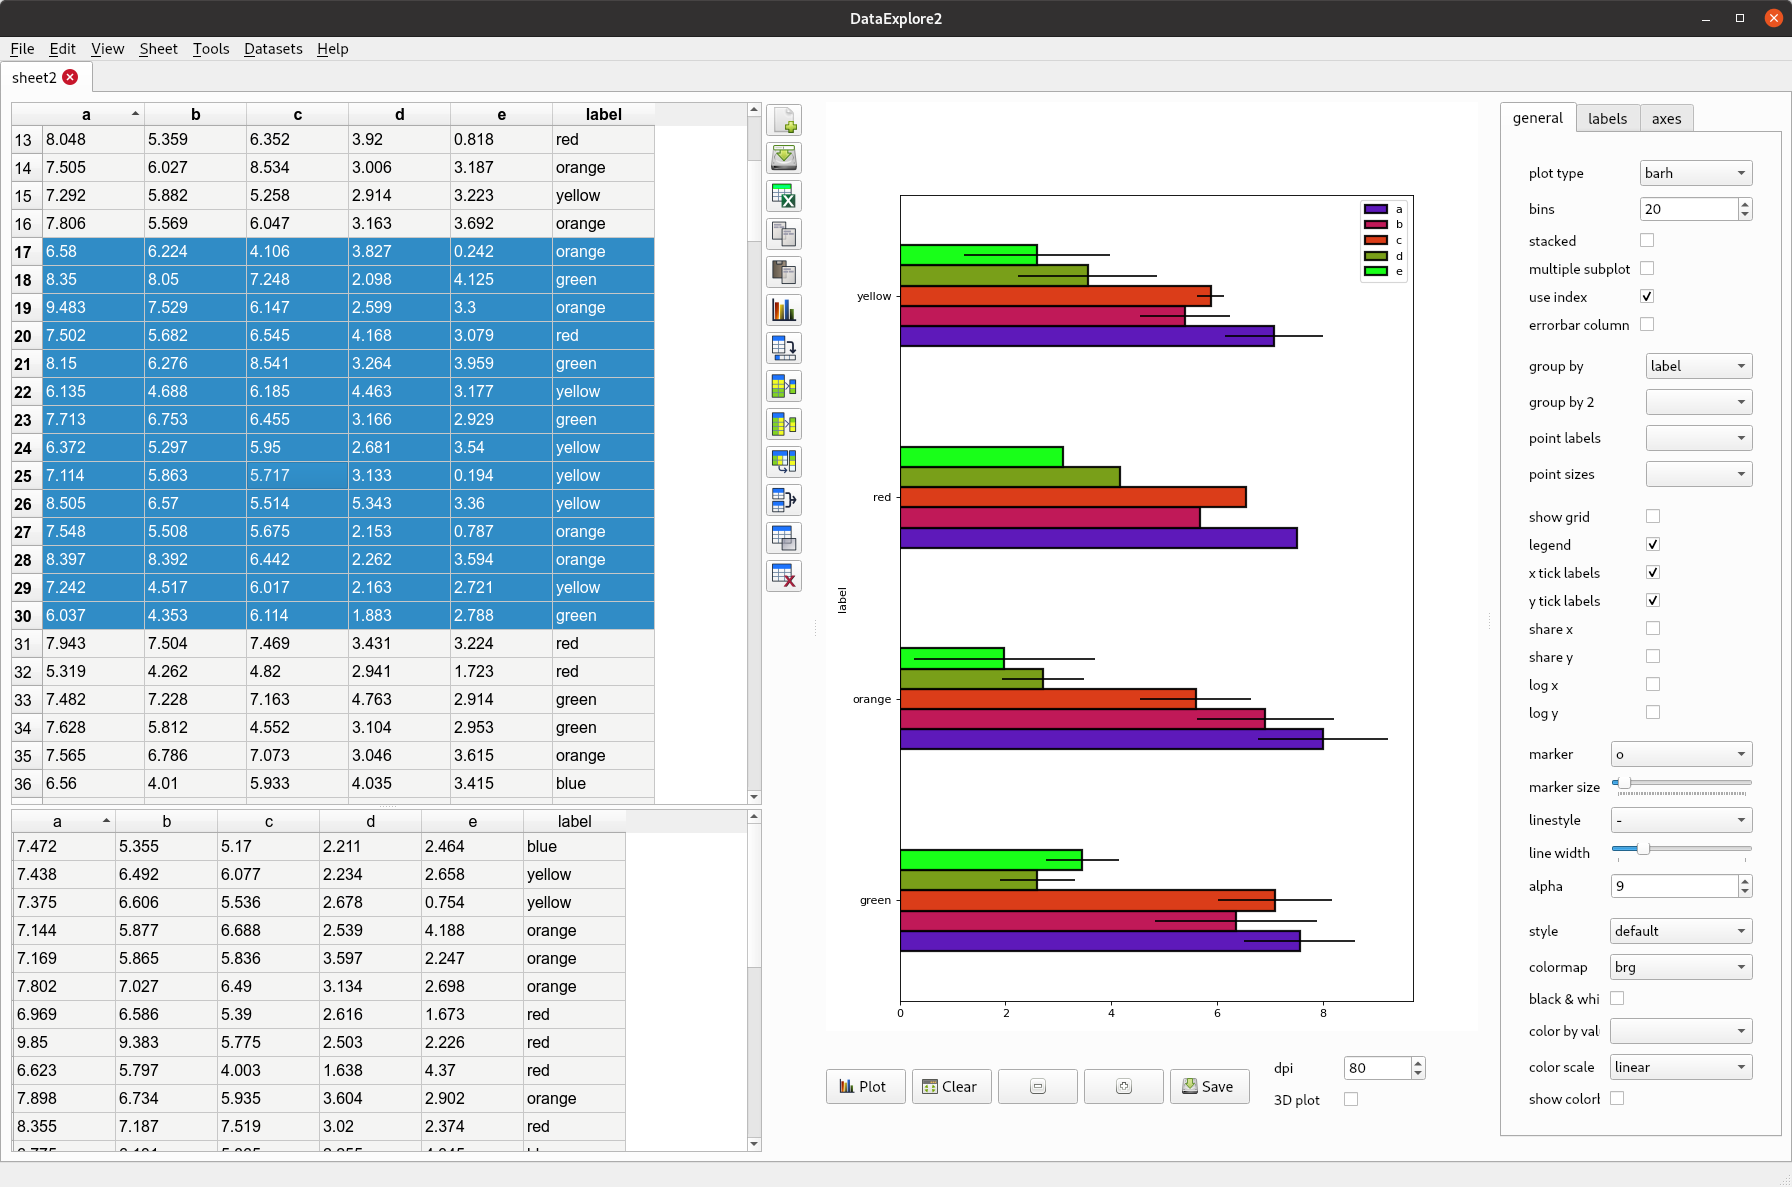 DataExplore2
File Edit View Sheet Tools Datasets Help
sheet2
a b c d e label
13 8.048 5.359 6.352 3.92 0.818 red
14 7.505 6.027 8.534 3.006 3.187 orange
15 7.292 5.882 5.258 2.914 3.223 yellow
16 7.806 5.569 6.047 3.163 3.692 orange
17 6.58 6.224 4.106 3.827 0.242 orange
18 8.35 8.05 7.248 2.098 4.125 green
19 9.483 7.529 6.147 2.599 3.3 orange
20 7.502 5.682 6.545 4.168 3.079 red
21 8.15 6.276 8.541 3.264 3.959 green
22 6.135 4.688 6.185 4.463 3.177 yellow
23 7.713 6.753 6.455 3.166 2.929 green
24 6.372 5.297 5.95 2.681 3.54 yellow
25 7.114 5.863 5.717 3.133 0.194 yellow
26 8.505 6.57 5.514 5.343 3.36 yellow
27 7.548 5.508 5.675 2.153 0.787 orange
28 8.397 8.392 6.442 2.262 3.594 orange
29 7.242 4.517 6.017 2.163 2.721 yellow
30 6.037 4.353 6.114 1.883 2.788 green
31 7.943 7.504 7.469 3.431 3.224 red
32 5.319 4.262 4.82 2.941 1.723 red
33 7.482 7.228 7.163 4.763 2.914 green
34 7.628 5.812 4.552 3.104 2.953 green
35 7.565 6.786 7.073 3.046 3.615 orange
36 6.56 4.01 5.933 4.035 3.415 blue
a b c d e label
7.472 5.355 5.17 2.211 2.464 blue
7.438 6.492 6.077 2.234 2.658 yellow
7.375 6.606 5.536 2.678 0.754 yellow
7.144 5.877 6.688 2.539 4.188 orange
7.169 5.865 5.836 3.597 2.247 orange
7.802 7.027 6.49 3.134 2.698 orange
6.969 6.586 5.39 2.616 1.673 red
9.85 9.383 5.775 2.503 2.226 red
6.623 5.797 4.003 1.638 4.37 red
7.898 6.734 5.935 3.604 2.902 orange
8.355 7.187 7.519 3.02 2.374 red
a
b
c
d
e
yellow
red
label
orange
green
0 2 4 6 8
Plot Clear Save
dpi 80
3D plot
general labels axes
plot type barh
bins 20
stacked
multiple subplot
use index
errorbar column
group by label
group by 2
point labels
point sizes
show grid
legend
x tick labels
y tick labels
share x
share y
log x
log y
marker o
marker size
linestyle -
line width
alpha 9
style default
colormap brg
black & whi
color by val
color scale linear
show color